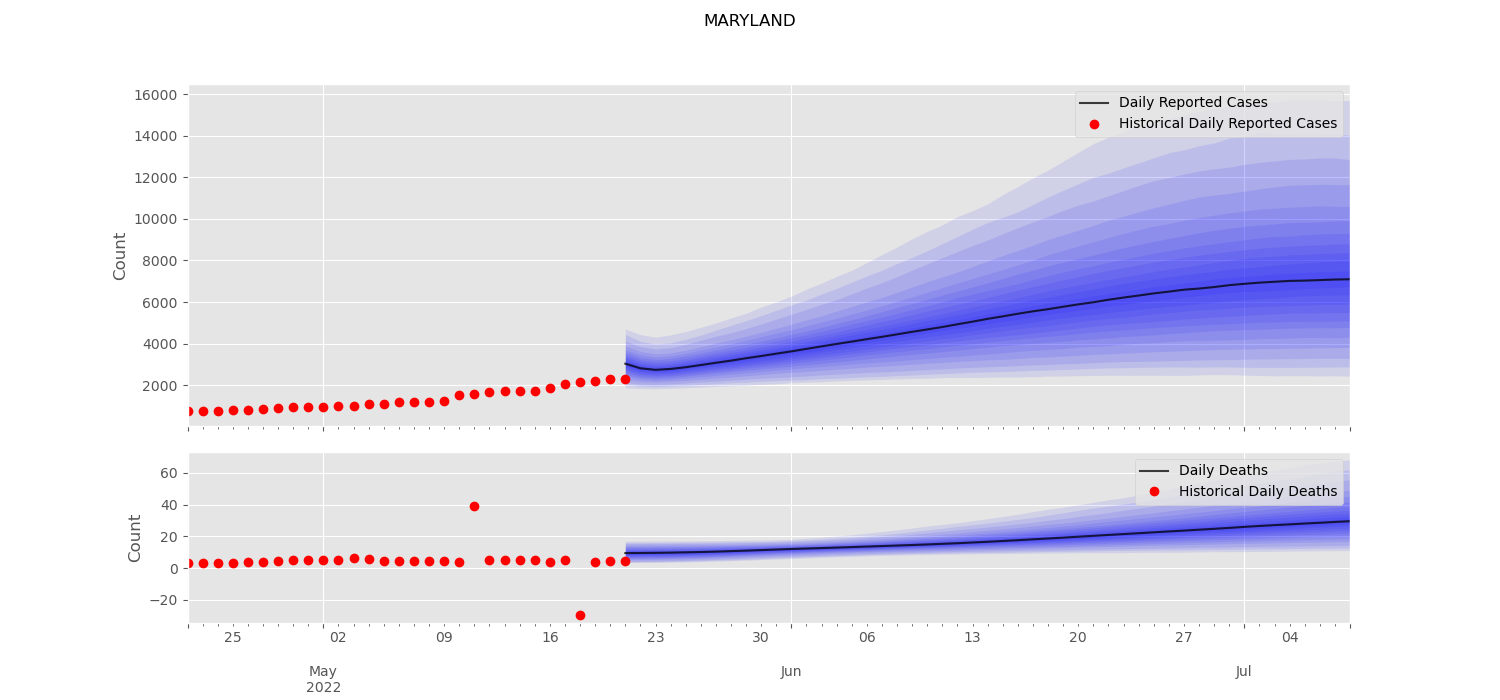 MARYLAND
16000
14000
12000
10000
8000
6000
4000
2000
Count
Daily Reported Cases
Historical Daily Reported Cases
60
40
20
0
−20
Count
Daily Deaths
Historical Daily Deaths
25 02 09 16 23 30 06 13 20 27 04
May Jun Jul
2022